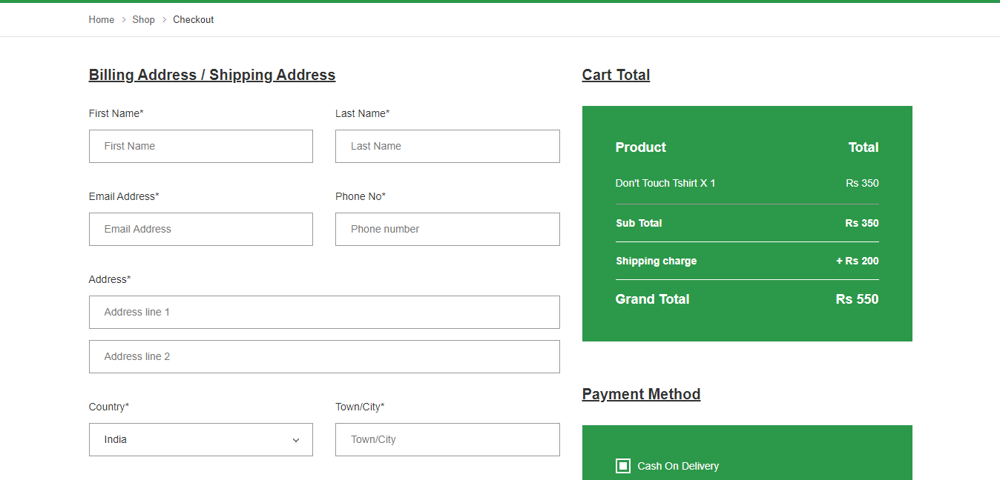 Home > Shop > Checkout
Billing Address / Shipping Address
First Name*
Last Name*
First Name
Last Name
Email Address*
Phone No*
Email Address
Phone number
Address*
Address line 1
Address line 2
Country*
Town/City*
India
Town/City
Cart Total
Product Total
Don't Touch Tshirt X 1 Rs 350
Sub Total Rs 350
Shipping charge + Rs 200
Grand Total Rs 550
Payment Method
Cash On Delivery